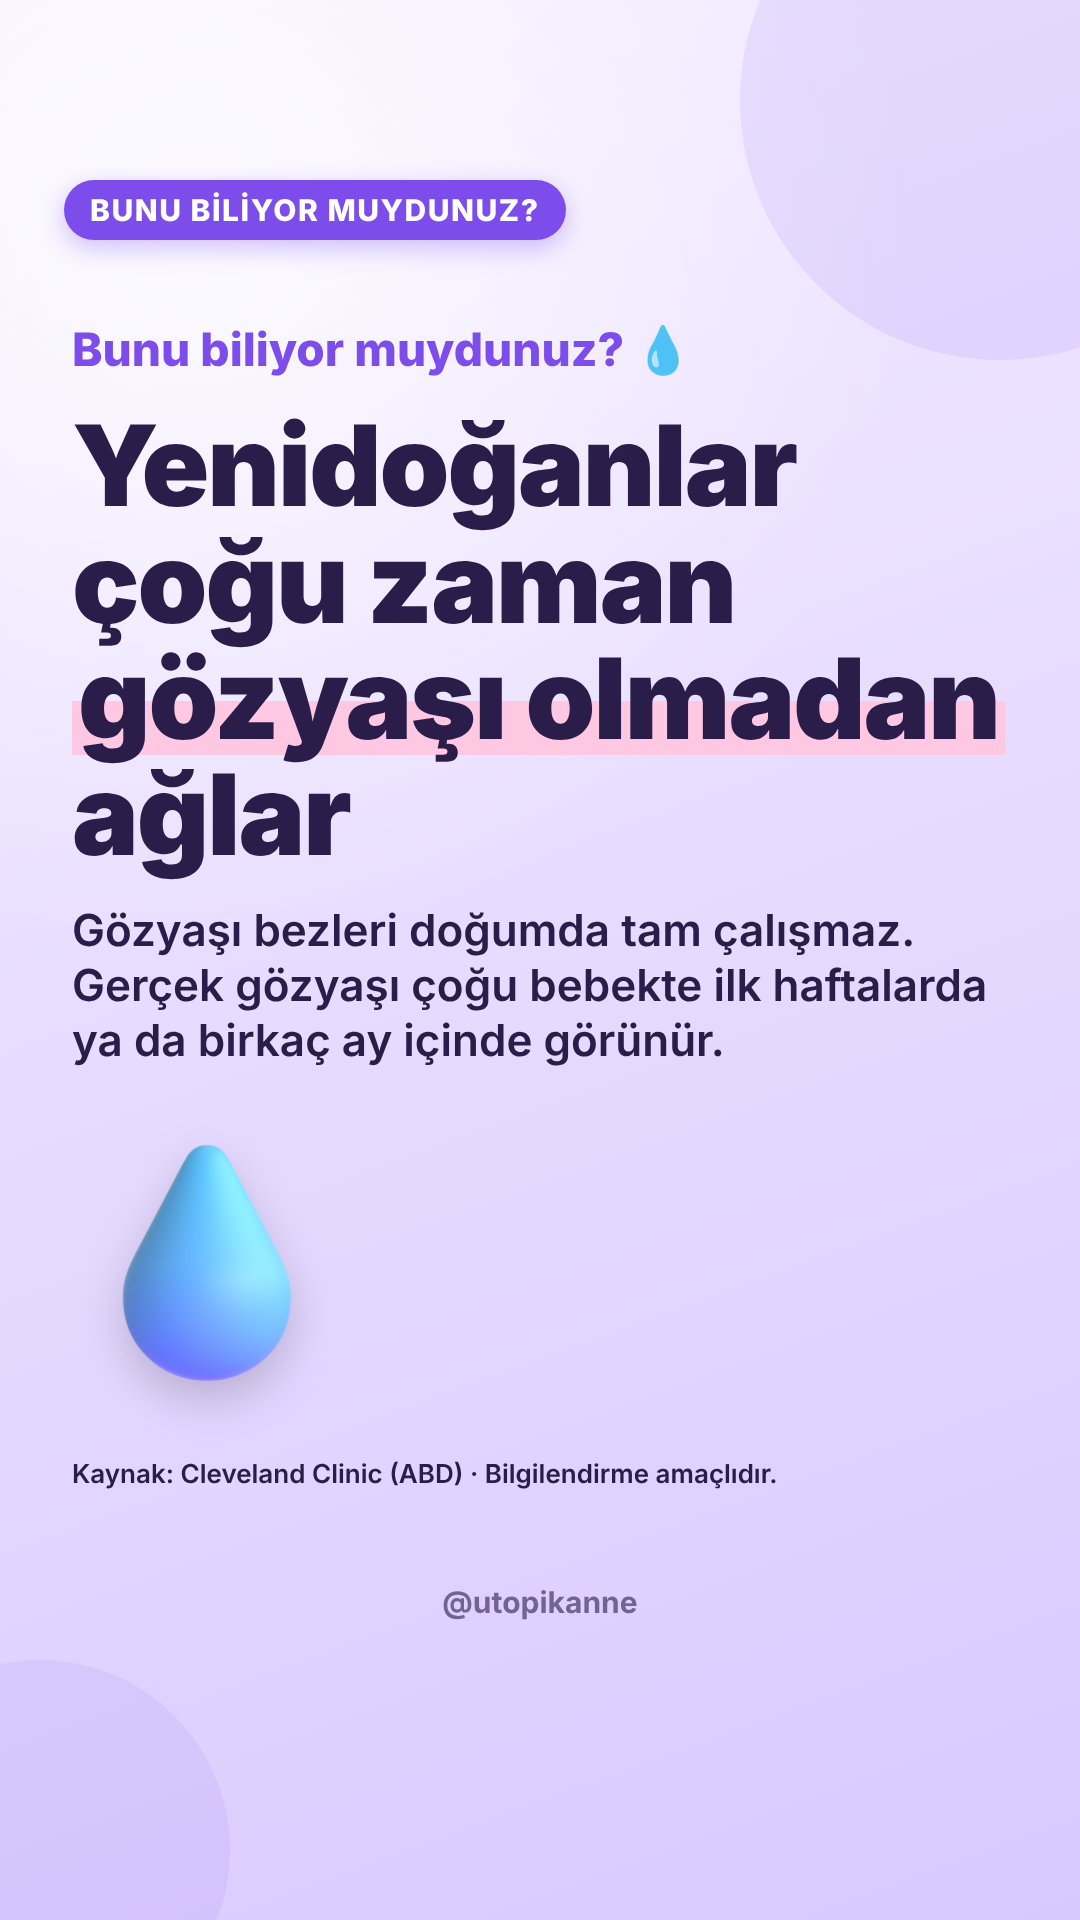 BUNU BİLİYOR MUYDUNUZ?
Bunu biliyor muydunuz? 💧
Yenidoğanlar
çoğu zaman
gözyaşı olmadan
ağlar
Gözyaşı bezleri doğumda tam çalışmaz.
Gerçek gözyaşı çoğu bebekte ilk haftalarda
ya da birkaç ay içinde görünür.
Kaynak: Cleveland Clinic (ABD) · Bilgilendirme amaçlıdır.
@utopikanne